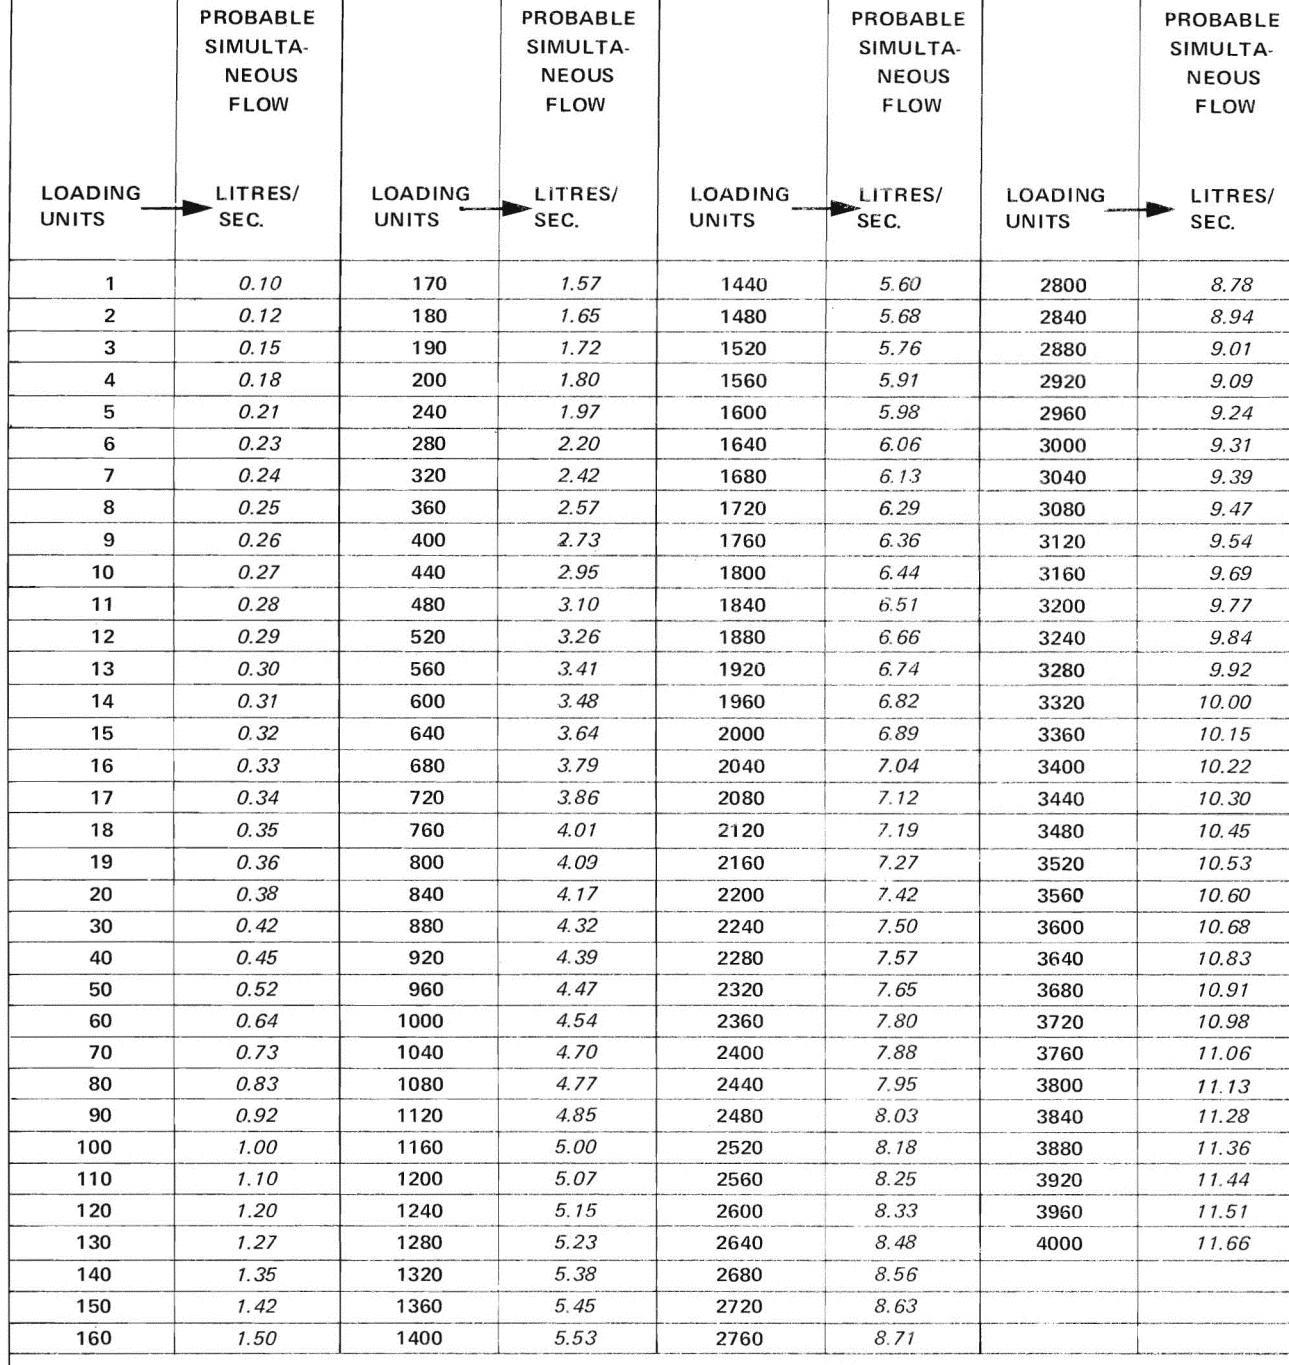 PROBABLE SIMULTA- NEOUS FLOW PROBABLE SIMULTA- NEOUS FLOW PROBABLE SIMULTA- NEOUS FLOW PROBABLE SIMULTA- NEOUS FLOW
LOADING UNITS LITRES/ SEC. LOADING UNITS LITRES/ SEC. LOADING UNITS LITRES/ SEC. LOADING UNITS LITRES/ SEC.
1 0.10 170 1.57 1440 5.60 2800 8.78
2 0.12 180 1.65 1480 5.68 2840 8.94
3 0.15 190 1.72 1520 5.76 2880 9.01
4 0.18 200 1.80 1560 5.91 2920 9.09
5 0.21 240 1.97 1600 5.98 2960 9.24
6 0.23 280 2.20 1640 6.06 3000 9.31
7 0.24 320 2.42 1680 6.13 3040 9.39
8 0.25 360 2.57 1720 6.29 3080 9.47
9 0.26 400 2.73 1760 6.36 3120 9.54
10 0.27 440 2.95 1800 6.44 3160 9.69
11 0.28 480 3.10 1840 6.51 3200 9.77
12 0.29 520 3.26 1880 6.66 3240 9.84
13 0.30 560 3.41 1920 6.74 3280 9.92
14 0.31 600 3.48 1960 6.82 3320 10.00
15 0.32 640 3.64 2000 6.89 3360 10.15
16 0.33 680 3.79 2040 7.04 3400 10.22
17 0.34 720 3.86 2080 7.12 3440 10.30
18 0.35 760 4.01 2120 7.19 3480 10.45
19 0.36 800 4.09 2160 7.27 3520 10.53
20 0.38 840 4.17 2200 7.42 3560 10.60
30 0.42 880 4.32 2240 7.50 3600 10.68
40 0.45 920 4.39 2280 7.57 3640 10.83
50 0.52 960 4.47 2320 7.65 3680 10.91
60 0.64 1000 4.54 2360 7.80 3720 10.98
70 0.73 1040 4.70 2400 7.88 3760 11.06
80 0.83 1080 4.77 2440 7.95 3800 11.13
90 0.92 1120 4.85 2480 8.03 3840 11.28
100 1.00 1160 5.00 2520 8.18 3880 11.36
110 1.10 1200 5.07 2560 8.25 3920 11.44
120 1.20 1240 5.15 2600 8.33 3960 11.51
130 1.27 1280 5.23 2640 8.48 4000 11.66
140 1.35 1320 5.38 2680 8.56
150 1.42 1360 5.45 2720 8.63
160 1.50 1400 5.53 2760 8.71